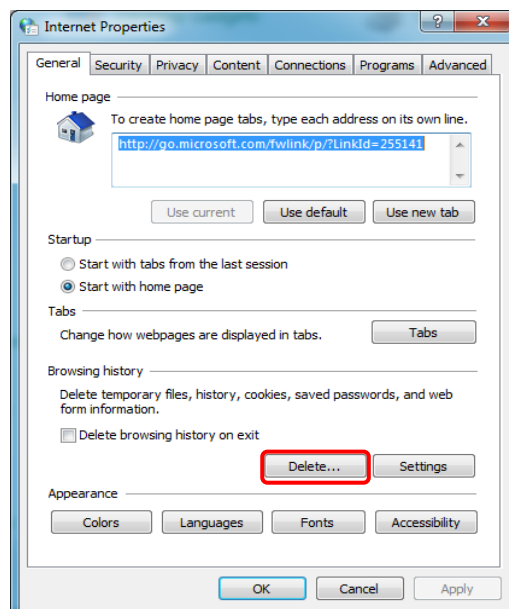 Internet Properties
?
X
General Security Privacy Content Connections Programs Advanced
Home page
To create home page tabs, type each address on its own line.
http://go.microsoft.com/fwlink/p/?LinkId=255141
Use current Use default Use new tab
Startup
Start with tabs from the last session
Start with home page
Tabs
Change how webpages are displayed in tabs. Tabs
Browsing history
Delete temporary files, history, cookies, saved passwords, and web
form information.
Delete browsing history on exit
Delete... Settings
Appearance
Colors Languages Fonts Accessibility
OK Cancel Apply